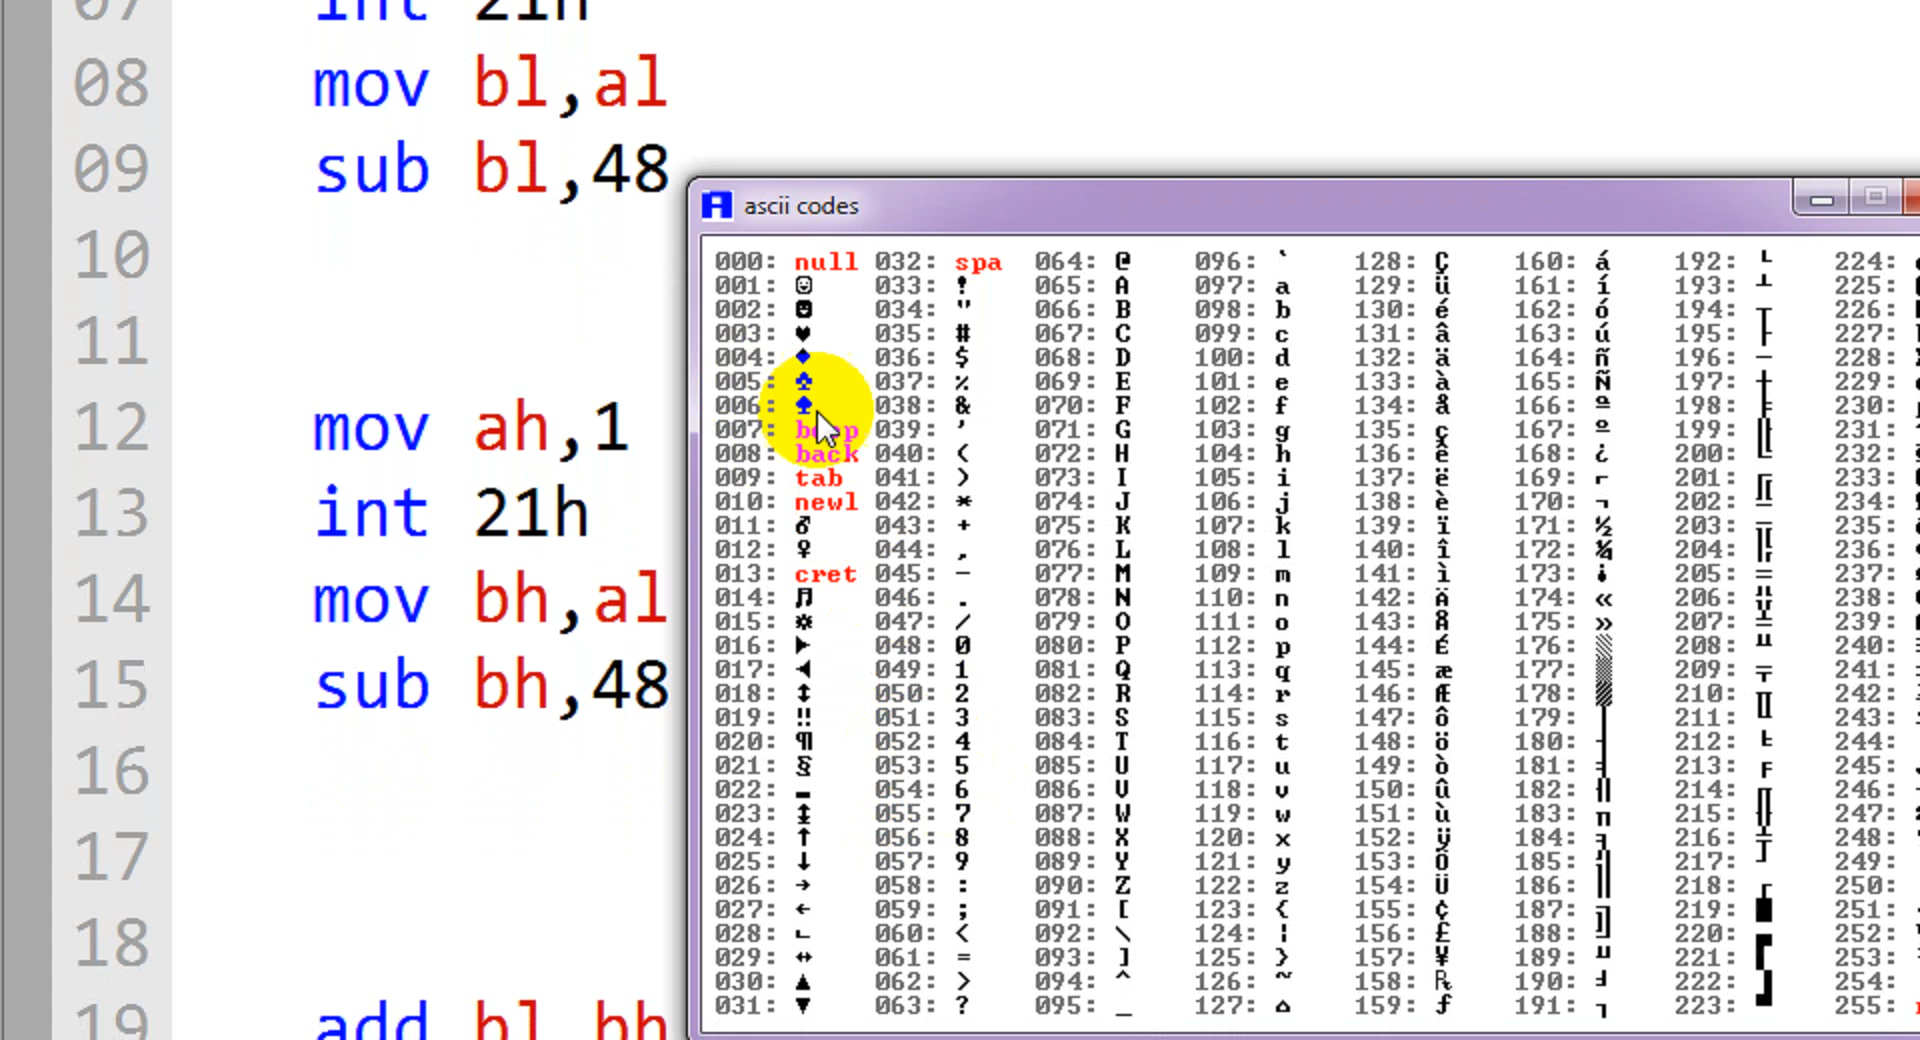 07 int 21h
08 mov bl,al
09 sub bl,48
10
11
12 mov ah,1
13 int 21h
14 mov bh,al
15 sub bh,48
16
17
18
19 add bl bh
ascii codes
000: null 032: spa 064: @ 096: ` 128: Ç 160: á 192: └ 224:
001: ☺ 033: ! 065: A 097: a 129: ü 161: í 193: ┴ 225:
002: ☻ 034: " 066: B 098: b 130: é 162: ó 194: ┬ 226:
003: ♥ 035: # 067: C 099: c 131: â 163: ú 195: ├ 227:
004: ♦ 036: $ 068: D 100: d 132: ä 164: ñ 196: ─ 228:
005: ♣ 037: % 069: E 101: e 133: à 165: Ñ 197: ┼ 229:
006: ♠ 038: & 070: F 102: f 134: å 166: ª 198: ╞ 230:
007: 039: ' 071: G 103: g 135: ç 167: º 199: ╟ 231:
008: back 040: ( 072: H 104: h 136: ê 168: ¿ 200: ╚ 232:
009: tab 041: ) 073: I 105: i 137: ë 169: ⌐ 201: ╔ 233:
010: newl 042: * 074: J 106: j 138: è 170: ¬ 202: ╩ 234:
011: ♂ 043: + 075: K 107: k 139: ï 171: ½ 203: ╦ 235:
012: ♀ 044: , 076: L 108: l 140: î 172: ¼ 204: ╠ 236:
013: cret 045: - 077: M 109: m 141: ì 173: ¡ 205: ═ 237:
014: ♫ 046: . 078: N 110: n 142: Ä 174: « 206: ╬ 238:
015: ☼ 047: / 079: O 111: o 143: Å 175: » 207: ╧ 239:
016: ► 048: 0 080: P 112: p 144: É 176: ░ 208: ╨ 240:
017: ◄ 049: 1 081: Q 113: q 145: æ 177: ▒ 209: ╤ 241:
018: ↕ 050: 2 082: R 114: r 146: Æ 178: ▓ 210: ╥ 242:
019: ‼ 051: 3 083: S 115: s 147: ô 179: │ 211: ╙ 243:
020: ¶ 052: 4 084: T 116: t 148: ö 180: ┤ 212: ╘ 244:
021: § 053: 5 085: U 117: u 149: ò 181: ╡ 213: ╒ 245:
022: ▬ 054: 6 086: V 118: v 150: û 182: ╢ 214: ╓ 246:
023: ↨ 055: 7 087: W 119: w 151: ù 183: ╖ 215: ╫ 247:
024: ↑ 056: 8 088: X 120: x 152: ÿ 184: ╕ 216: ╪ 248:
025: ↓ 057: 9 089: Y 121: y 153: Ö 185: ╣ 217: ┘ 249:
026: → 058: : 090: Z 122: z 154: Ü 186: ║ 218: ┌ 250:
027: ← 059: ; 091: [ 123: { 155: ¢ 187: ╗ 219: █ 251:
028: ∟ 060: < 092: \ 124: ¦ 156: £ 188: ╝ 220: ▄ 252:
029: ↔ 061: = 093: ] 125: } 157: ¥ 189: ╜ 221: ▌ 253:
030: ▲ 062: > 094: ^ 126: ~ 158: ₧ 190: ╛ 222: ▐ 254:
031: ▼ 063: ? 095: _ 127: ⌂ 159: ƒ 191: ┐ 223: ▀ 255: